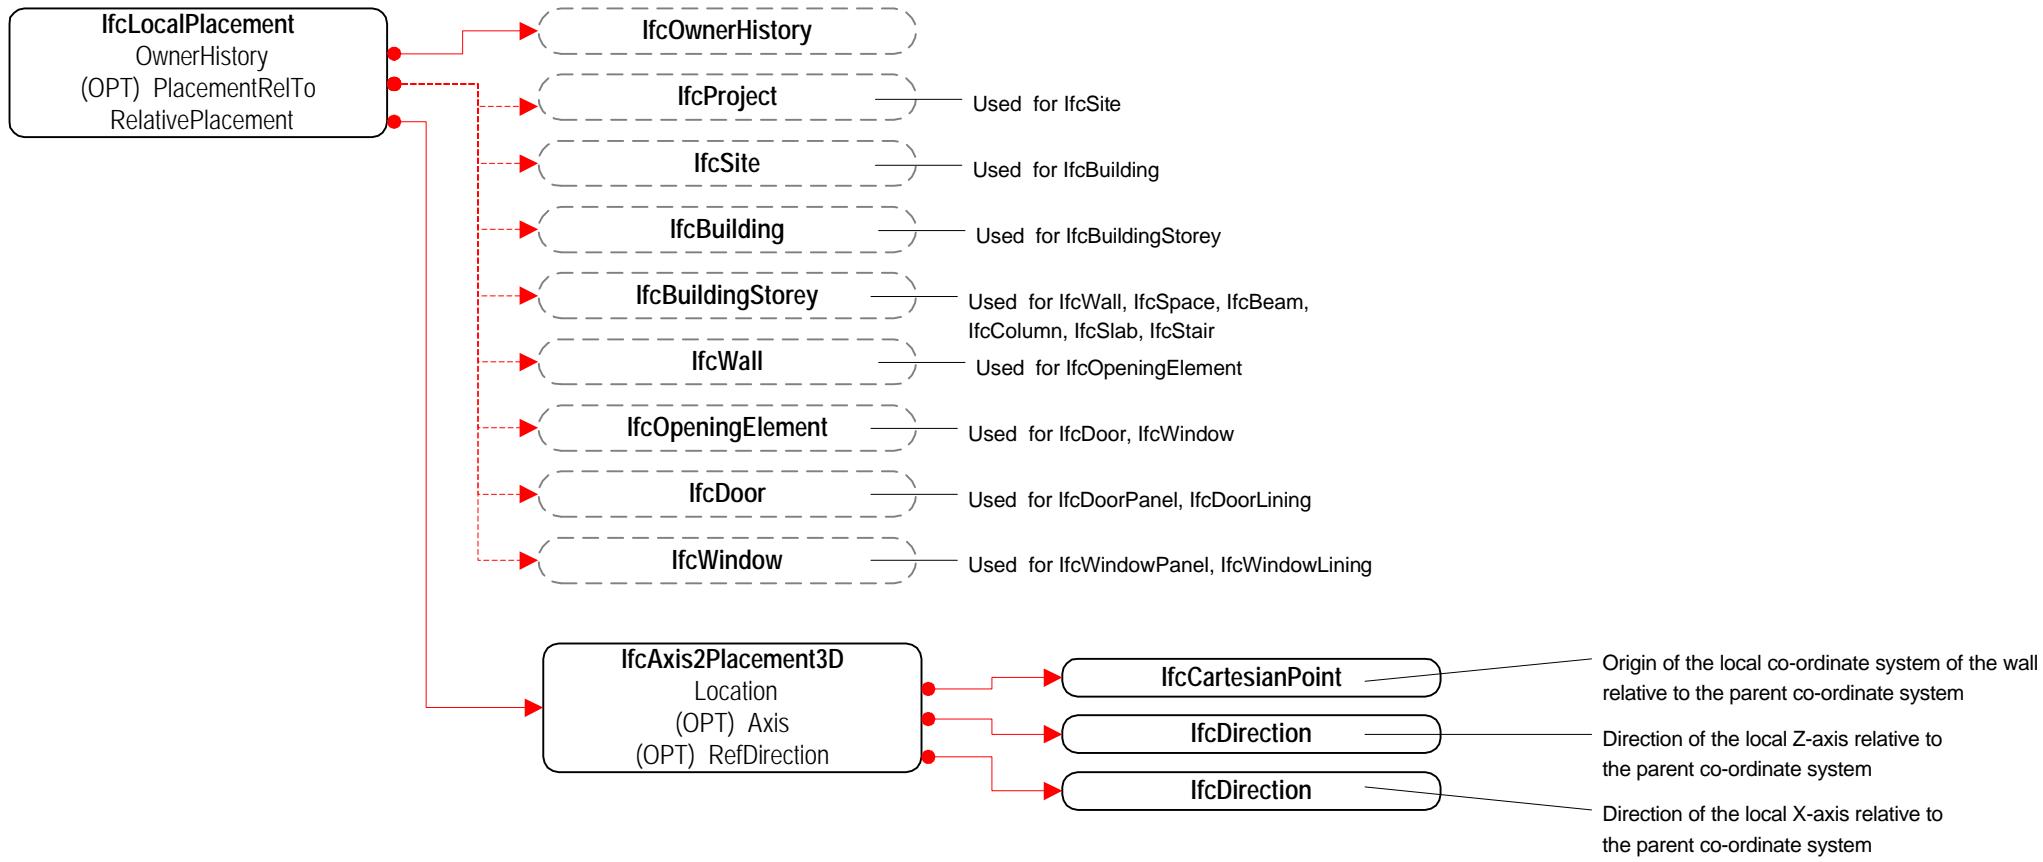 IfcLocalPlacement
OwnerHistory
(OPT) PlacementRelTo
RelativePlacement
IfcOwnerHistory
IfcProject
Used for IfcSite
IfcSite
Used for IfcBuilding
IfcBuilding
Used for IfcBuildingStorey
IfcBuildingStorey
Used for IfcWall, IfcSpace, IfcBeam,
IfcColumn, IfcSlab, IfcStair
IfcWall
Used for IfcOpeningElement
IfcOpeningElement
Used for IfcDoor, IfcWindow
IfcDoor
Used for IfcDoorPanel, IfcDoorLining
IfcWindow
Used for IfcWindowPanel, IfcWindowLining
IfcAxis2Placement3D
Location
(OPT) Axis
(OPT) RefDirection
IfcCartesianPoint
Origin of the local co-ordinate system of the wall
relative to the parent co-ordinate system
IfcDirection
Direction of the local Z-axis relative to
the parent co-ordinate system
IfcDirection
Direction of the local X-axis relative to
the parent co-ordinate system